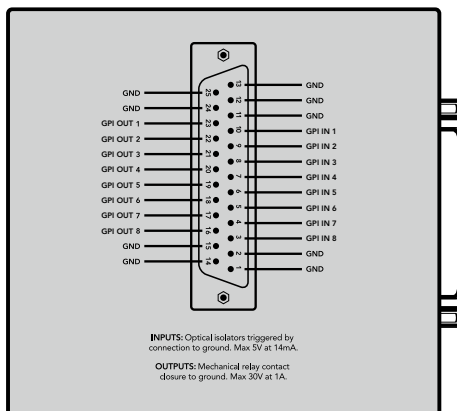 13 GND
GND 25
12 GND
GND 24
11 GND
GPI OUT 1 23
10 GPI IN 1
GPI OUT 2 22
9 GPI IN 2
GPI OUT 3 21
8 GPI IN 3
GPI OUT 4 20
7 GPI IN 4
GPI OUT 5 19
6 GPI IN 5
GPI OUT 6 18
5 GPI IN 6
GPI OUT 7 17
4 GPI IN 7
GPI OUT 8 16
3 GPI IN 8
GND 15
2 GND
GND 14
1 GND
INPUTS: Optical isolators triggered by
connection to ground. Max 5V at 14mA.
OUTPUTS: Mechanical relay contact
closure to ground. Max 30V at 1A.